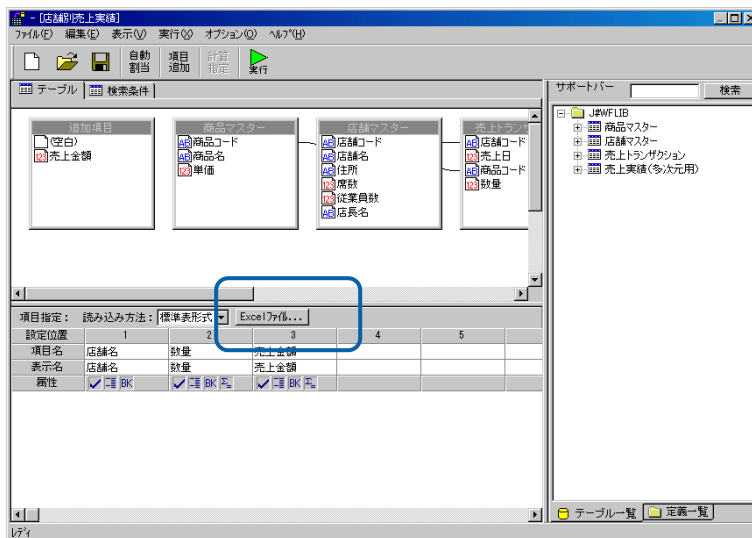 - [店舗別売上実績]
ファイル(F) 編集(E) 表示(V) 実行(X) オプション(O) ヘルプ(H)
自動割当 項目追加 計算指定 実行
テーブル 検索条件
追加項目
(空白)
売上金額
商品マスター
商品コード
商品名
単価
店舗マスター
店舗コード
店舗名
住所
席数
従業員数
店長名
売上トランザ
店舗コード
売上日
商品コード
数量
項目指定： 読み込み方法： 標準表形式 Excelファイル...
設定位置 1 2 3 4 5
項目名 店舗名 数量 売上金額
表示名 店舗名 数量 売上金額
属性 BK BK Σ BK Σ
レディ
サポートバー 検索
J#WFLIB
商品マスター
店舗マスター
売上トランザクション
売上実績(多次元用)
テーブル一覧 定義一覧